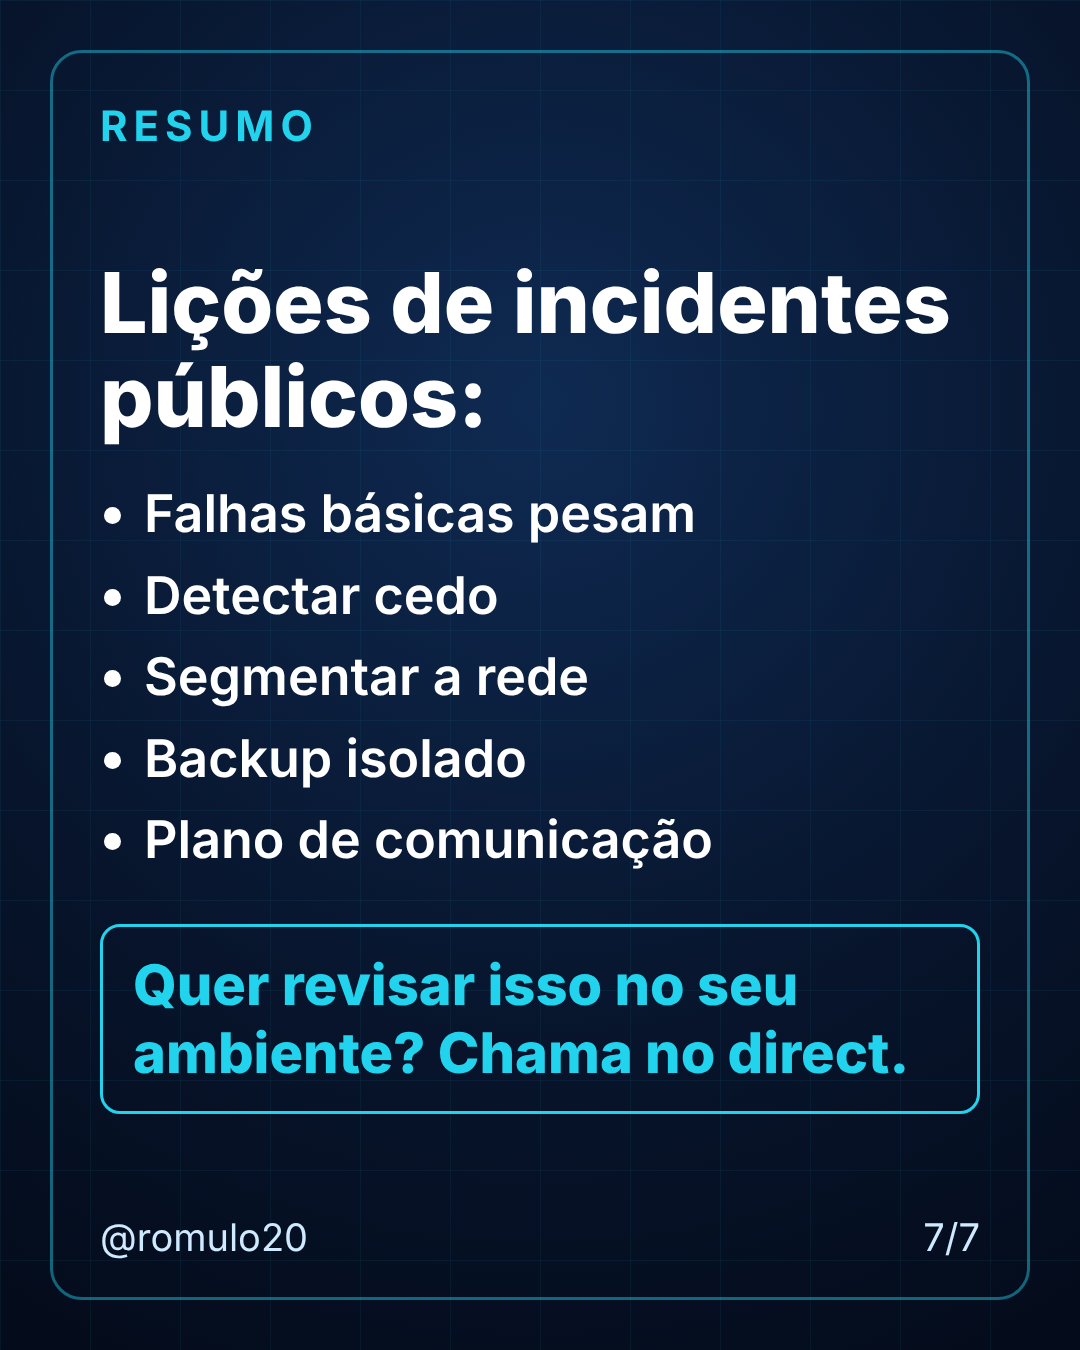 RESUMO
Lições de incidentes
públicos:
• Falhas básicas pesam
• Detectar cedo
• Segmentar a rede
• Backup isolado
• Plano de comunicação
Quer revisar isso no seu
ambiente? Chama no direct.
@romulo20
7/7